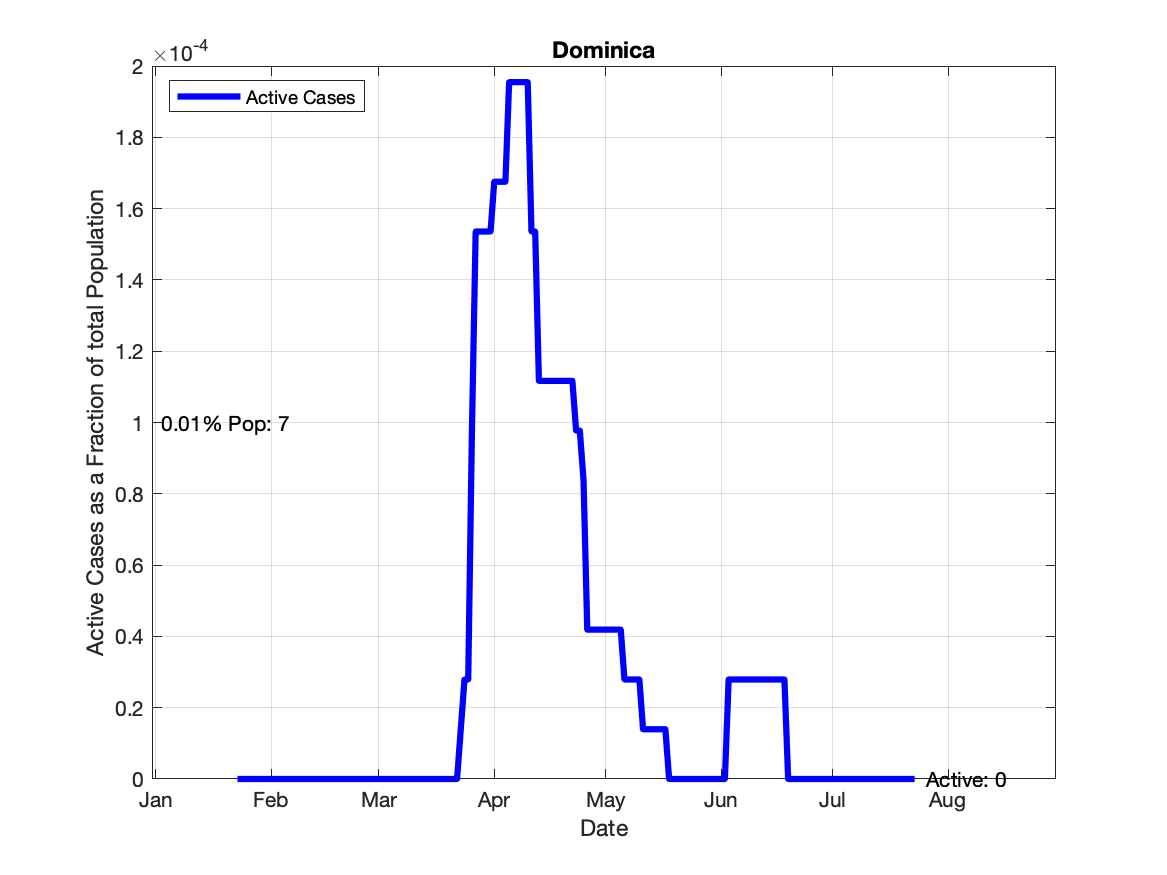 Dominica
×10^-4
Active Cases
2
1.8
1.6
1.4
1.2
1
0.8
0.6
0.4
0.2
0
0.01% Pop: 7
Active: 0
Active Cases as a Fraction of total Population
Jan Feb Mar Apr May Jun Jul Aug
Date